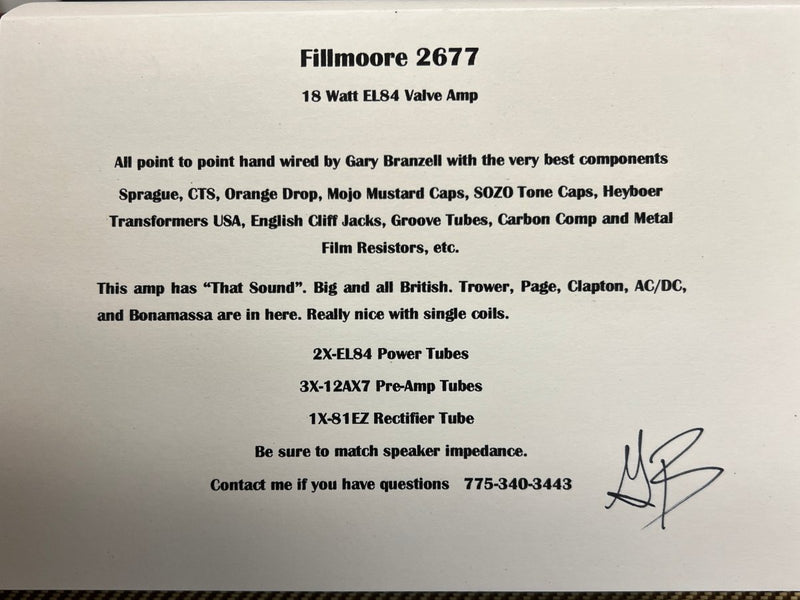 Fillmoore 2677
18 Watt EL84 Valve Amp
All point to point hand wired by Gary Branzell with the very best components
Sprague, CTS, Orange Drop, Mojo Mustard Caps, SOZO Tone Caps, Heyboer
Transformers USA, English Cliff Jacks, Groove Tubes, Carbon Comp and Metal
Film Resistors, etc.
This amp has “That Sound”. Big and all British. Trower, Page, Clapton, AC/DC,
and Bonamassa are in here. Really nice with single coils.
2X-EL84 Power Tubes
3X-12AX7 Pre-Amp Tubes
1X-81EZ Rectifier Tube
Be sure to match speaker impedance.
Contact me if you have questions 775-340-3443
GB